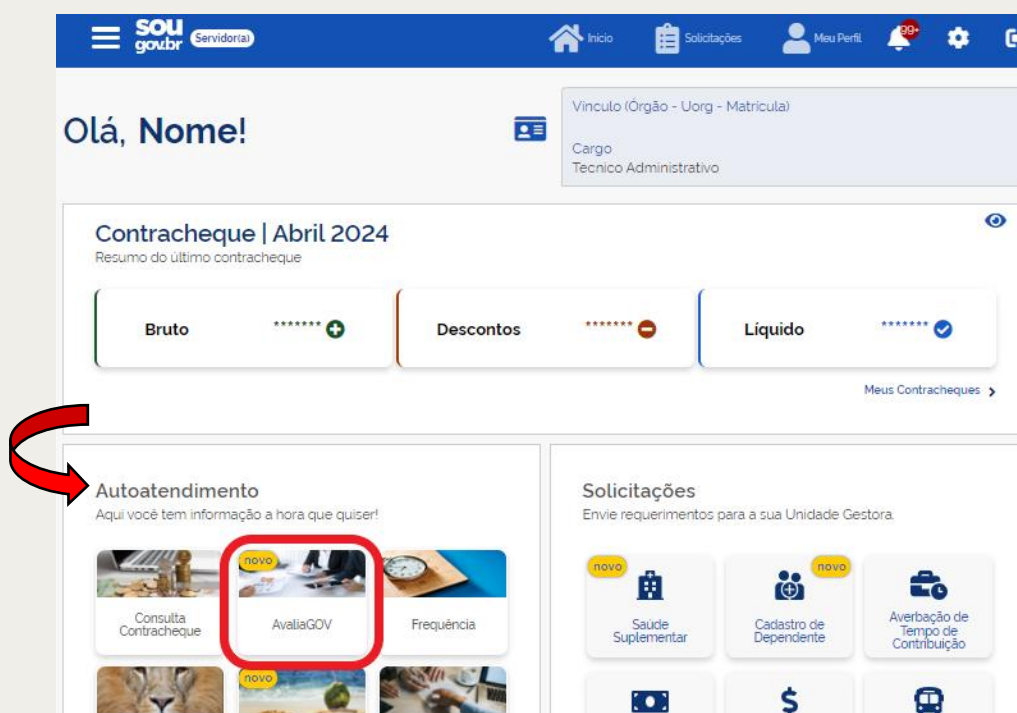 SOU
gov.br Servidor(a)
Início
Solicitações
Meu Perfil
99+
Olá, Nome!
Vínculo (Órgão - Uorg - Matrícula)
Cargo
Tecnico Administrativo
Contracheque | Abril 2024
Resumo do último contracheque
Bruto *******
Descontos *******
Líquido *******
Meus Contracheques
Autoatendimento
Aqui você tem informação a hora que quiser!
novo
Consulta
Contracheque
AvaliaGOV
Frequência
novo
Solicitações
Envie requerimentos para a sua Unidade Gestora.
novo
novo
Saúde
Suplementar
Cadastro de
Dependente
Averbação de
Tempo de
Contribuição